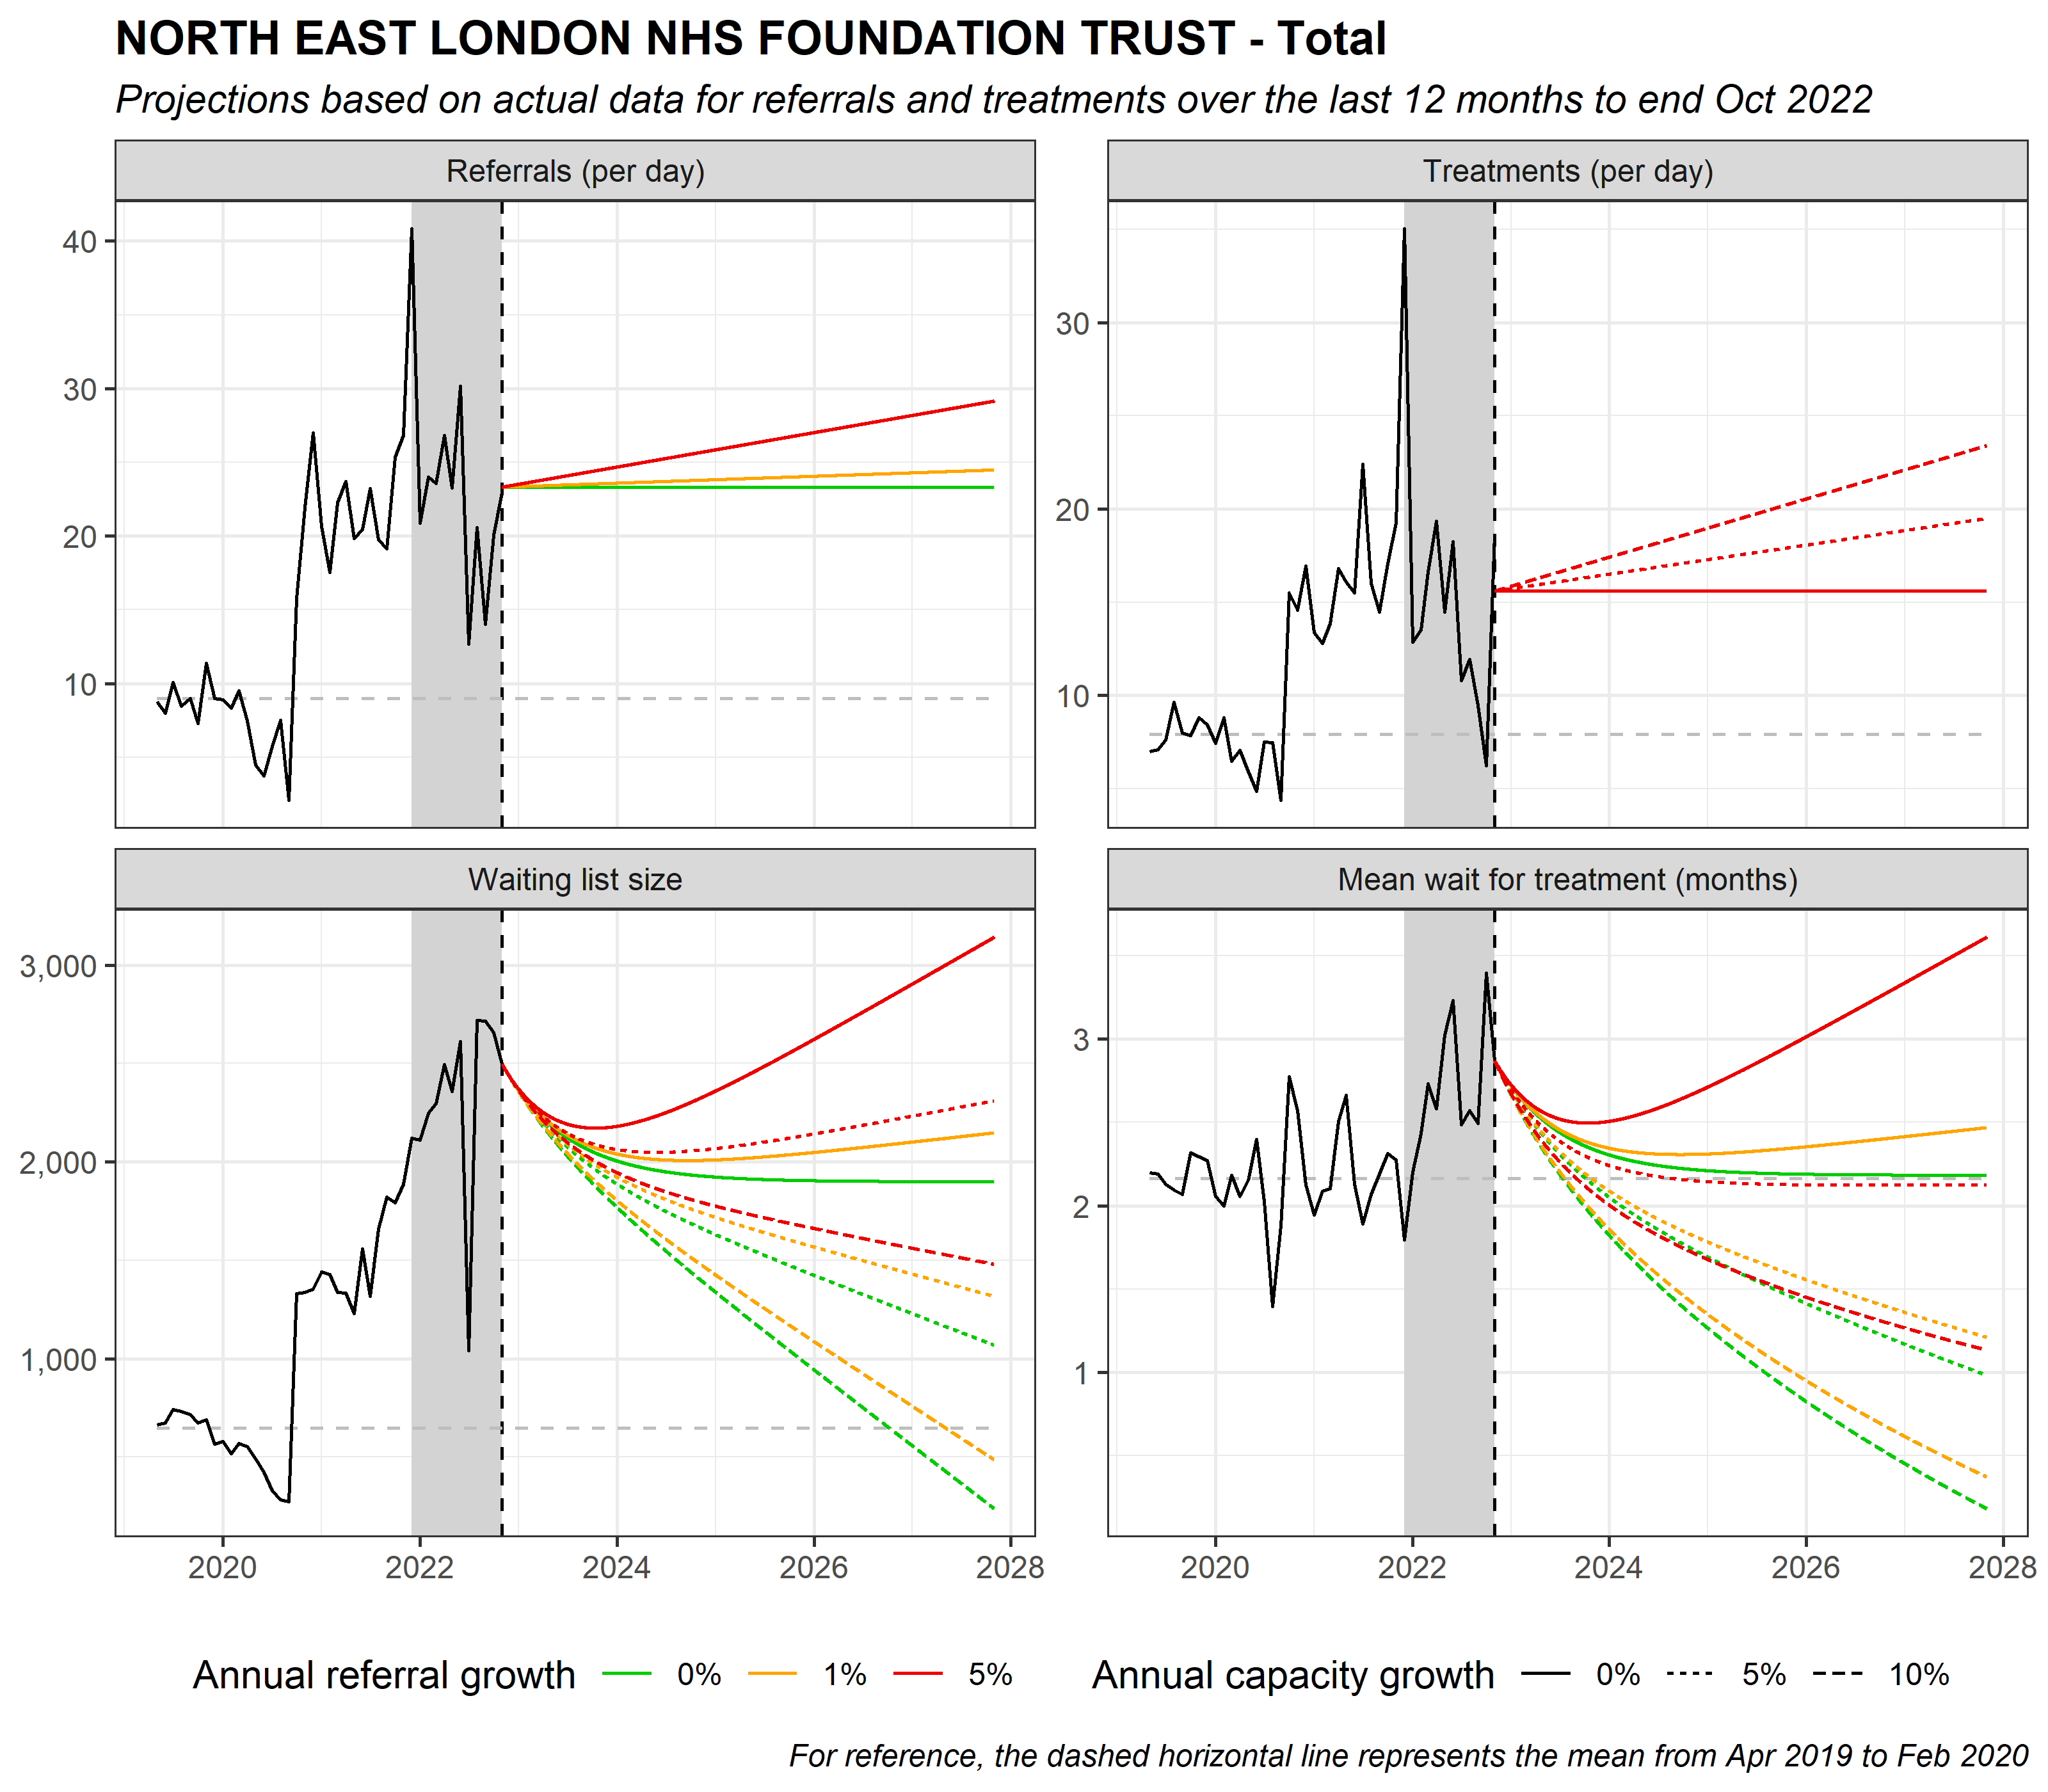 NORTH EAST LONDON NHS FOUNDATION TRUST - Total
Projections based on actual data for referrals and treatments over the last 12 months to end Oct 2022
Referrals (per day)
40
30
20
10
Treatments (per day)
30
20
10
Waiting list size
3,000
2,000
1,000
2020 2022 2024 2026 2028
Mean wait for treatment (months)
3
2
1
2020 2022 2024 2026 2028
Annual referral growth 0% 1% 5%
Annual capacity growth 0% 5% 10%
For reference, the dashed horizontal line represents the mean from Apr 2019 to Feb 2020